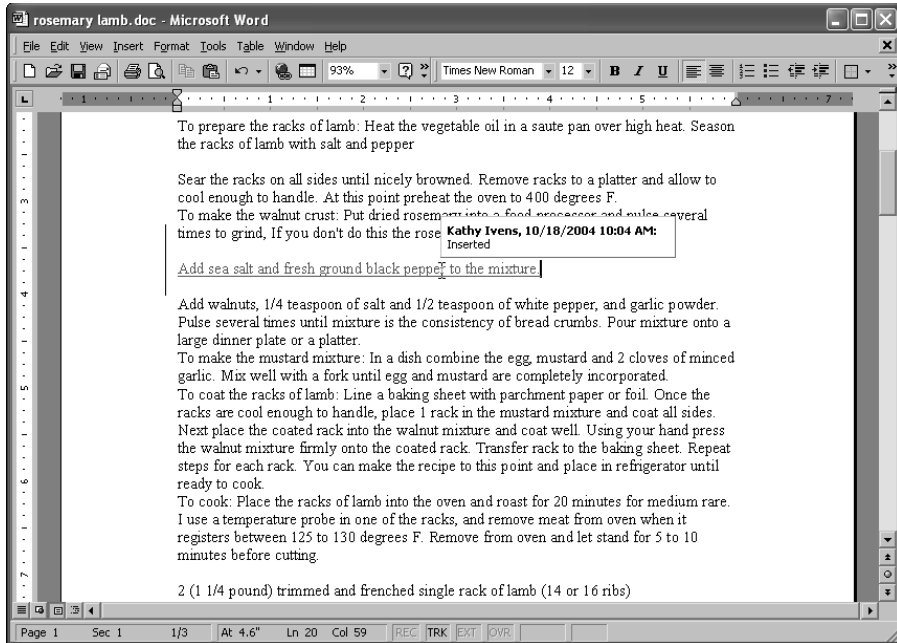 rosemary lamb.doc - Microsoft Word
File Edit View Insert Format Tools Table Window Help
93% Times New Roman 12 B I U
1 1 2 3 4 5 7
To prepare the racks of lamb: Heat the vegetable oil in a saute pan over high heat. Season
the racks of lamb with salt and pepper
Sear the racks on all sides until nicely browned. Remove racks to a platter and allow to
cool enough to handle. At this point preheat the oven to 400 degrees F.
To make the walnut crust: Put dried rosemary into a food processor and pulse several
times to grind, If you don't do this the rose
Kathy Ivens, 10/18/2004 10:04 AM:
Inserted
Add sea salt and fresh ground black pepper to the mixture.
Add walnuts, 1/4 teaspoon of salt and 1/2 teaspoon of white pepper, and garlic powder.
Pulse several times until mixture is the consistency of bread crumbs. Pour mixture onto a
large dinner plate or a platter.
To make the mustard mixture: In a dish combine the egg, mustard and 2 cloves of minced
garlic. Mix well with a fork until egg and mustard are completely incorporated.
To coat the racks of lamb: Line a baking sheet with parchment paper or foil. Once the
racks are cool enough to handle, place 1 rack in the mustard mixture and coat all sides.
Next place the coated rack into the walnut mixture and coat well. Using your hand press
the walnut mixture firmly onto the coated rack. Transfer rack to the baking sheet. Repeat
steps for each rack. You can make the recipe to this point and place in refrigerator until
ready to cook.
To cook: Place the racks of lamb into the oven and roast for 20 minutes for medium rare.
I use a temperature probe in one of the racks, and remove meat from oven when it
registers between 125 to 130 degrees F. Remove from oven and let stand for 5 to 10
minutes before cutting.
2 (1 1/4 pound) trimmed and frenched single rack of lamb (14 or 16 ribs)
Page 1 Sec 1 1/3 At 4.6" Ln 20 Col 59 REC TRK EXT OVR